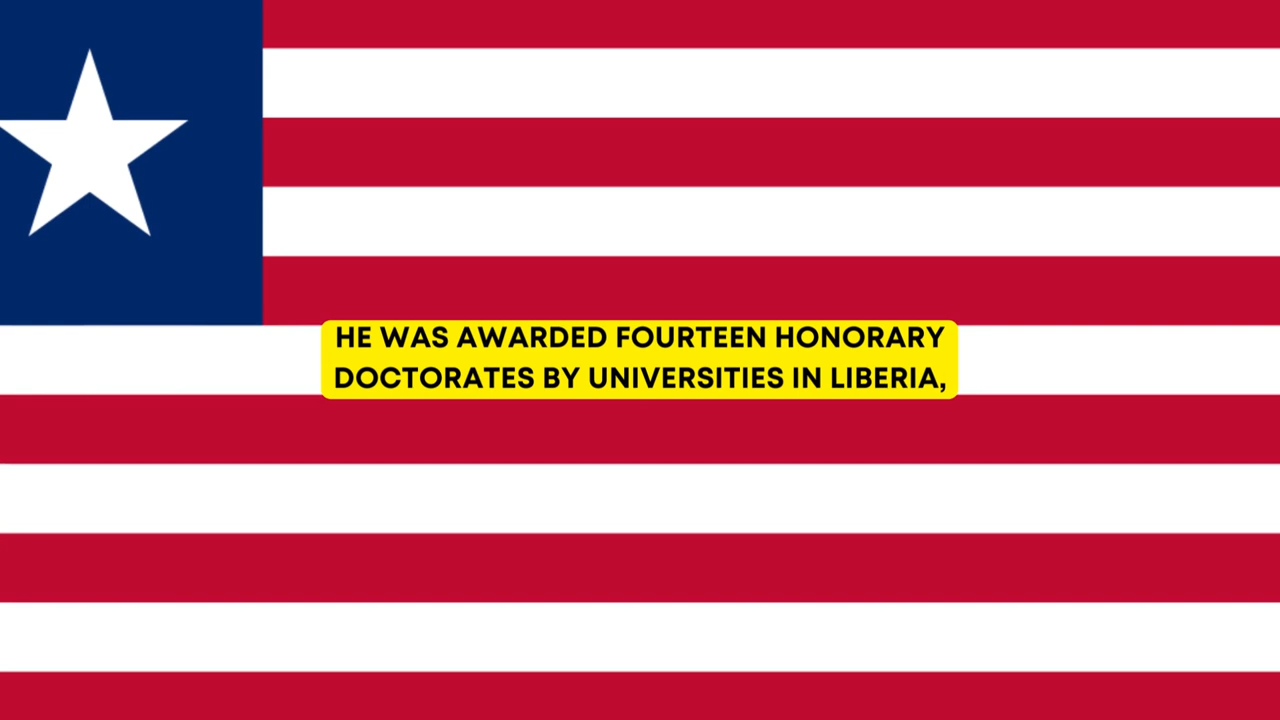 HE WAS AWARDED FOURTEEN HONORARY
DOCTORATES BY UNIVERSITIES IN LIBERIA,